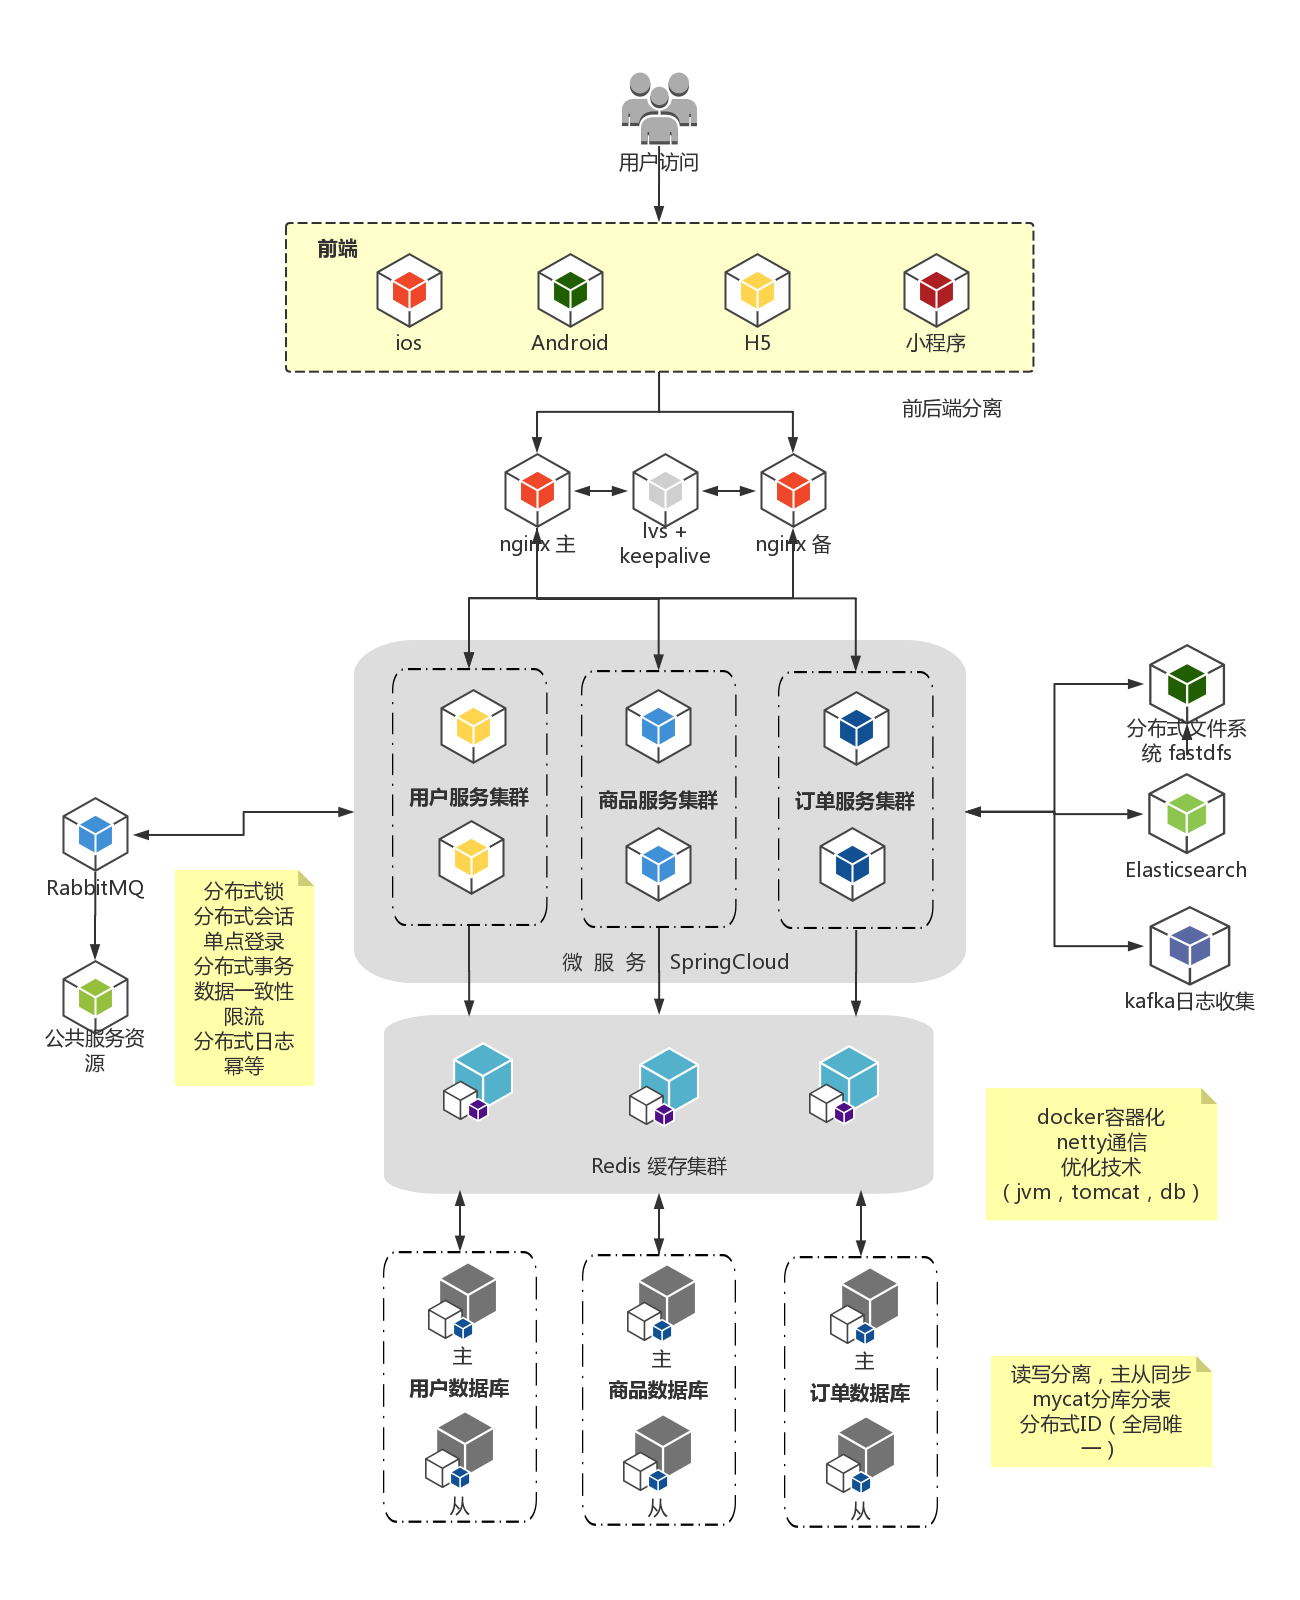 用户访问
前端
ios
Android
H5
小程序
前后端分离
nginx 主
lvs +
keepalive
nginx 备
用户服务集群
商品服务集群
订单服务集群
微 服 务
SpringCloud
分布式文件系
统 fastdfs
Elasticsearch
kafka日志收集
RabbitMQ
公共服务资
源
分布式锁
分布式会话
单点登录
分布式事务
数据一致性
限流
分布式日志
幂等
Redis 缓存集群
docker容器化
netty通信
优化技术
（jvm，tomcat，db）
主
用户数据库
从
主
商品数据库
从
主
订单数据库
从
读写分离，主从同步
mycat分库分表
分布式ID（全局唯
一）